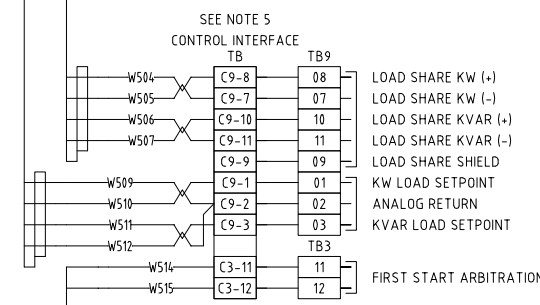 SEE NOTE 5
CONTROL INTERFACE
TB TB9
W504 C9-8 08 LOAD SHARE KW (+)
W505 C9-7 07 LOAD SHARE KW (-)
W506 C9-10 10 LOAD SHARE KVAR (+)
W507 C9-11 11 LOAD SHARE KVAR (-)
C9-9 09 LOAD SHARE SHIELD
W509 C9-1 01 KW LOAD SETPOINT
W510 C9-2 02 ANALOG RETURN
W511 C9-3 03 KVAR LOAD SETPOINT
W512 TB3
W514 C3-11 11
FIRST START ARBITRATION
W515 C3-12 12